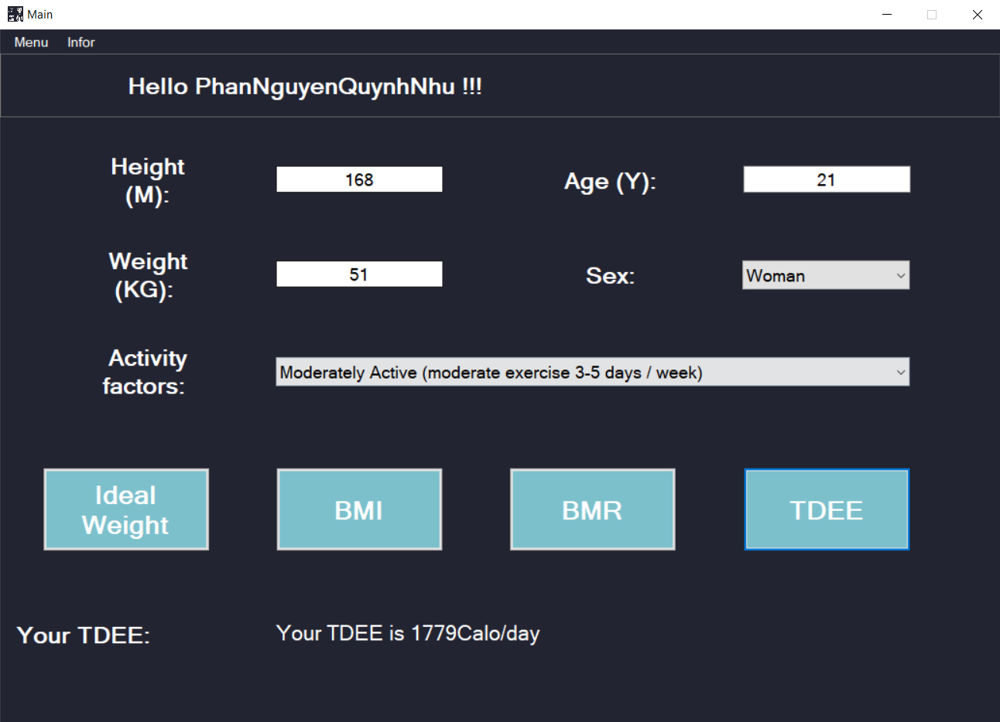 Main
Menu Infor
Hello PhanNguyenQuynhNhu !!!
Height
(M):
168
Age (Y):
21
Weight
(KG):
51
Sex:
Woman
Activity
factors:
Moderately Active (moderate exercise 3-5 days / week)
Ideal
Weight
BMI
BMR
TDEE
Your TDEE:
Your TDEE is 1779Calo/day